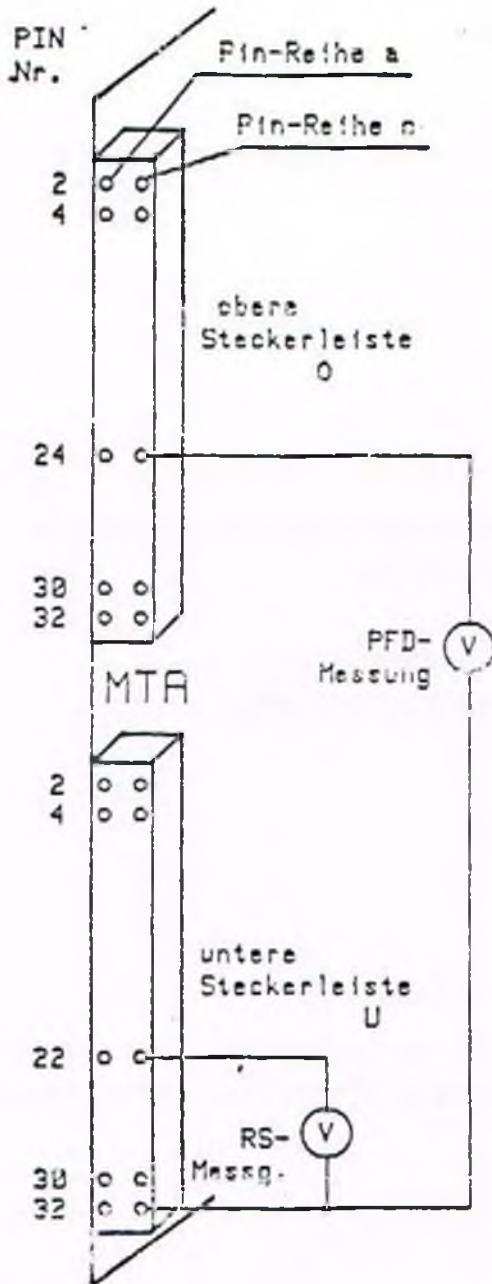 PIN
Nr.
Pin-Reihe a
Pin-Reihe c
2
4
obere
Steckerleiste
O
24
30
32
PFD-
Messung
V
MTA
2
4
untere
Steckerleiste
U
22
RS-
Messg.
V
30
32